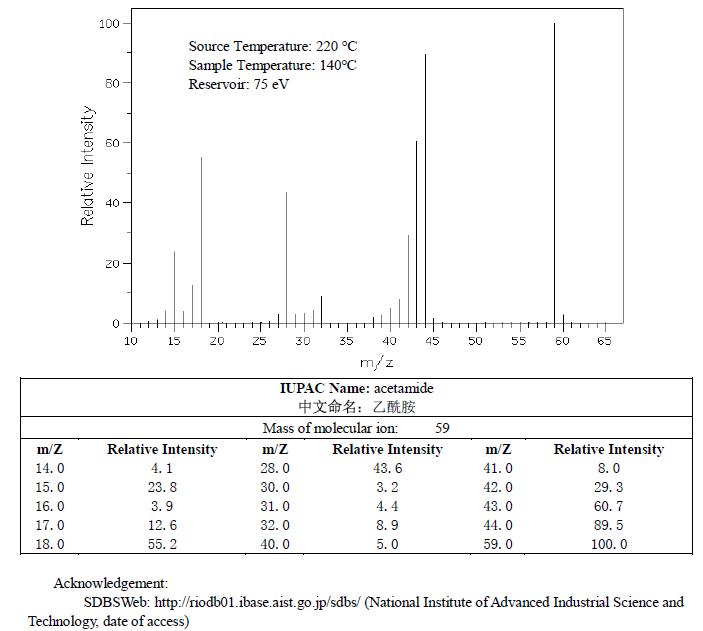 100
80
60
40
20
0
Relative Intensity
Source Temperature: 220 °C
Sample Temperature: 140°C
Reservoir: 75 eV
10 15 20 25 30 35 40 45 50 55 60 65
m/z
IUPAC Name: acetamide
中文命名：乙酰胺
Mass of molecular ion: 59
m/Z Relative Intensity m/Z Relative Intensity m/Z Relative Intensity
14.0 4.1 28.0 43.6 41.0 8.0
15.0 23.8 30.0 3.2 42.0 29.3
16.0 3.9 31.0 4.4 43.0 60.7
17.0 12.6 32.0 8.9 44.0 89.5
18.0 55.2 40.0 5.0 59.0 100.0
Acknowledgement:
SDBSWeb: http://riodb01.ibase.aist.go.jp/sdbs/ (National Institute of Advanced Industrial Science and
Technology, date of access)